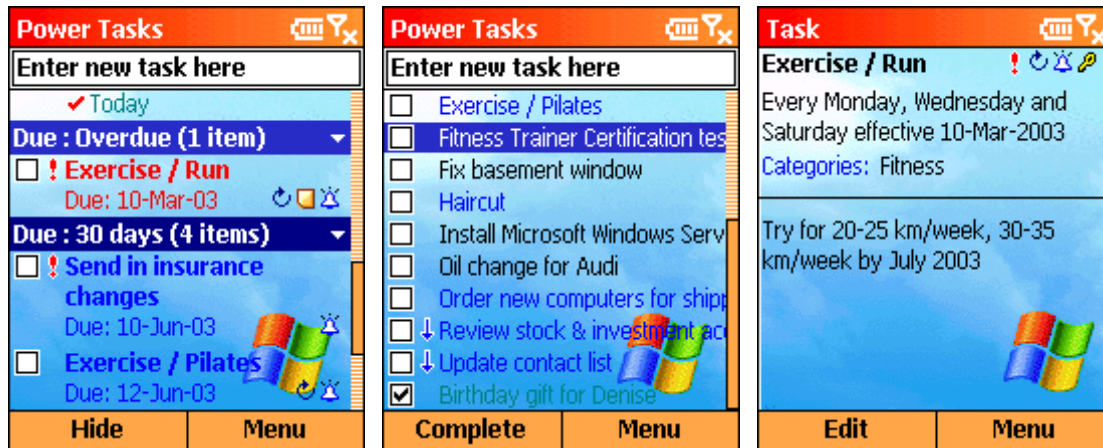 Power Tasks
Enter new task here
Today
Due : Overdue (1 item)
! Exercise / Run
Due: 10-Mar-03
Due : 30 days (4 items)
! Send in insurance
changes
Due: 10-Jun-03
Exercise / Pilates
Due: 12-Jun-03
Hide Menu
Power Tasks
Enter new task here
Exercise / Pilates
Fitness Trainer Certification tes
Fix basement window
Haircut
Install Microsoft Windows Serv
Oil change for Audi
Order new computers for shipp
Review stock & investment acc
Update contact list
Birthday gift for Denise
Complete Menu
Task
Exercise / Run !
Every Monday, Wednesday and
Saturday effective 10-Mar-2003
Categories: Fitness
Try for 20-25 km/week, 30-35
km/week by July 2003
Edit Menu